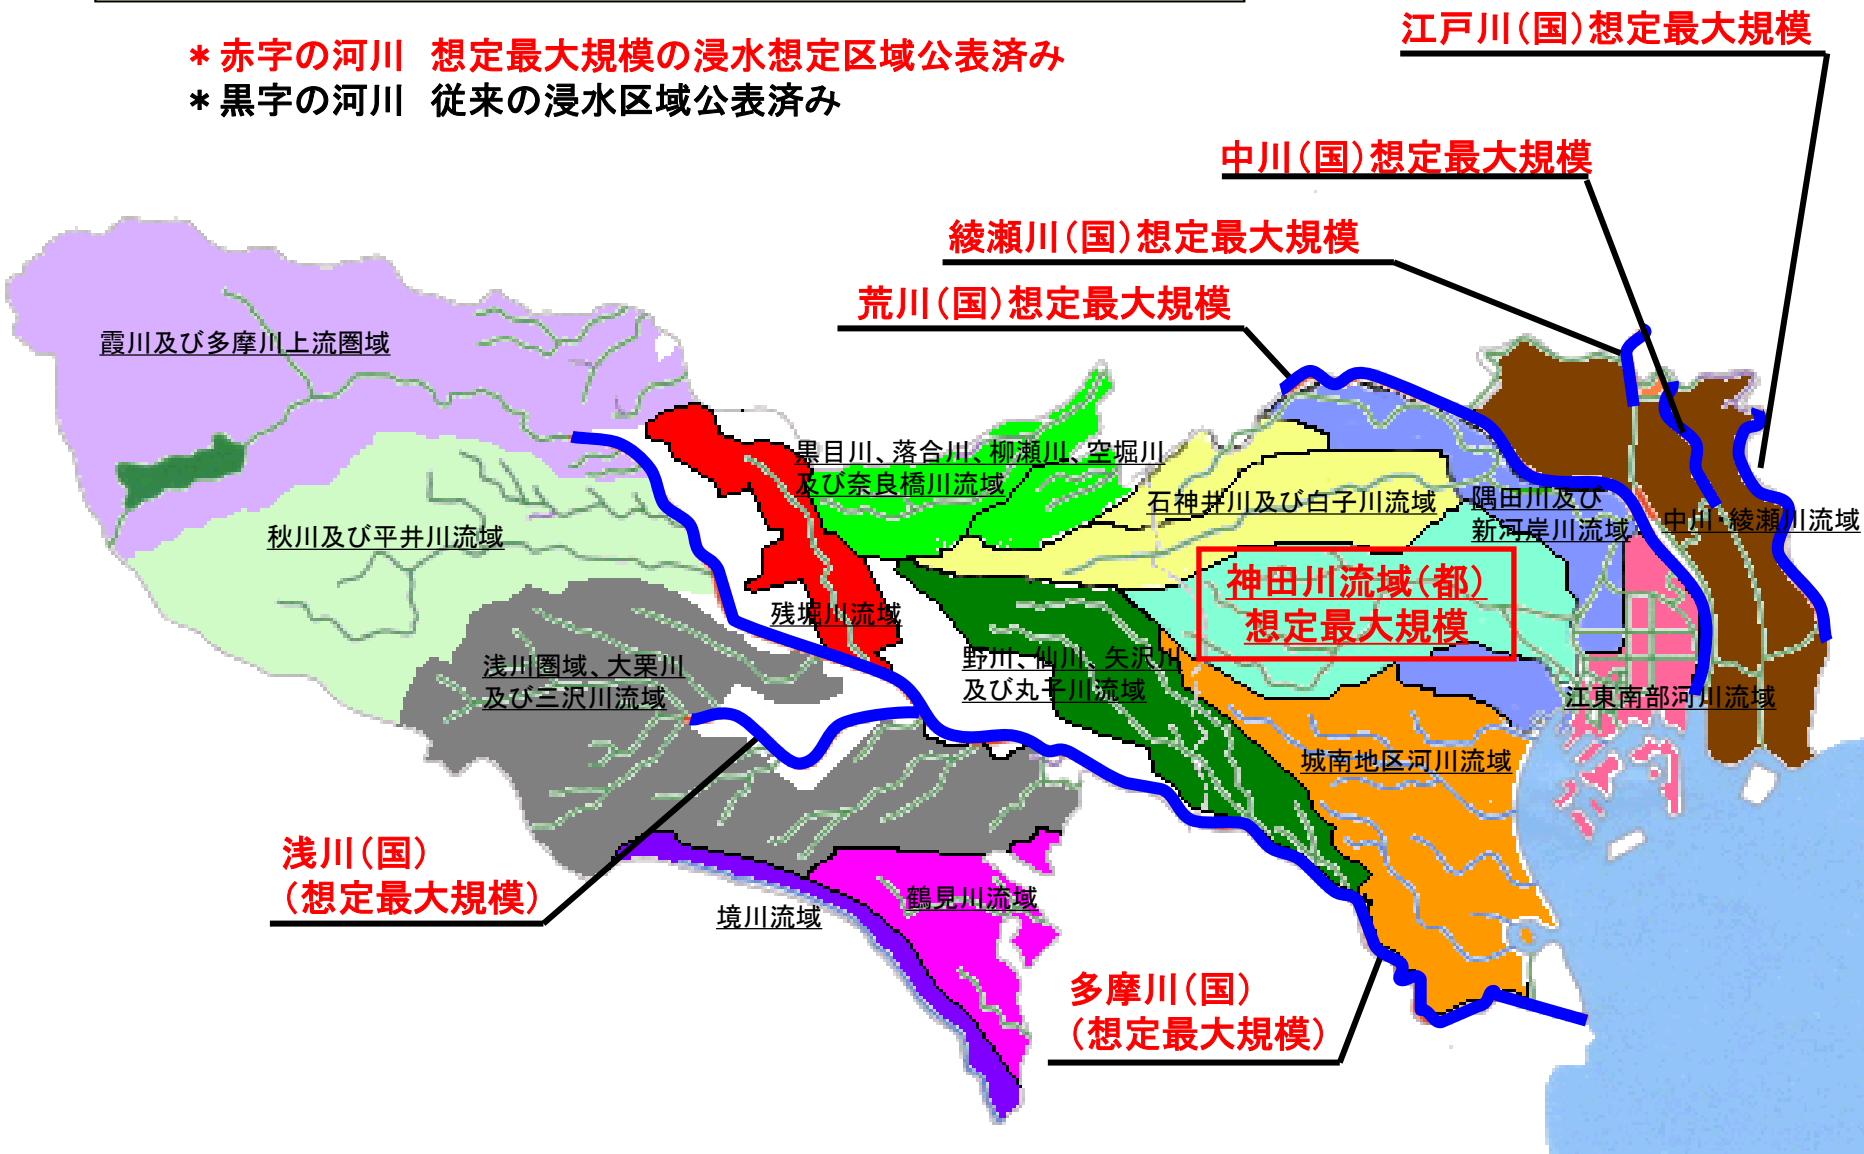 ＊赤字の河川　想定最大規模の浸水想定区域公表済み
＊黒字の河川　従来の浸水区域公表済み
江戸川（国）想定最大規模
中川（国）想定最大規模
綾瀬川（国）想定最大規模
荒川（国）想定最大規模
霞川及び多摩川上流圏域
黒目川、落合川、柳瀬川、空堀川
及び奈良橋川流域
石神井川及び白子川流域
隅田川及び
新河岸川流域
中川・綾瀬川流域
秋川及び平井川流域
神田川流域（都）
想定最大規模
残堀川流域
浅川圏域、大栗川
及び三沢川流域
野川、仙川、矢沢川
及び丸子川流域
江東南部河川流域
城南地区河川流域
浅川（国）
（想定最大規模）
鶴見川流域
境川流域
多摩川（国）
（想定最大規模）